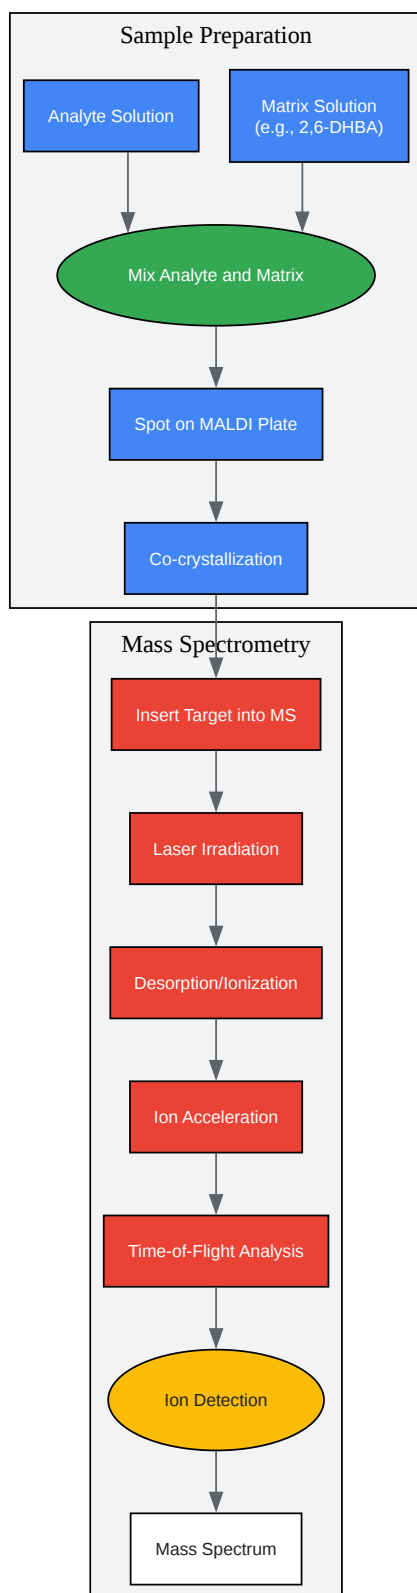 Sample Preparation
Analyte Solution
Matrix Solution
(e.g., 2,6-DHBA)
Mix Analyte and Matrix
Spot on MALDI Plate
Co-crystallization
Mass Spectrometry
Insert Target into MS
Laser Irradiation
Desorption/Ionization
Ion Acceleration
Time-of-Flight Analysis
Ion Detection
Mass Spectrum